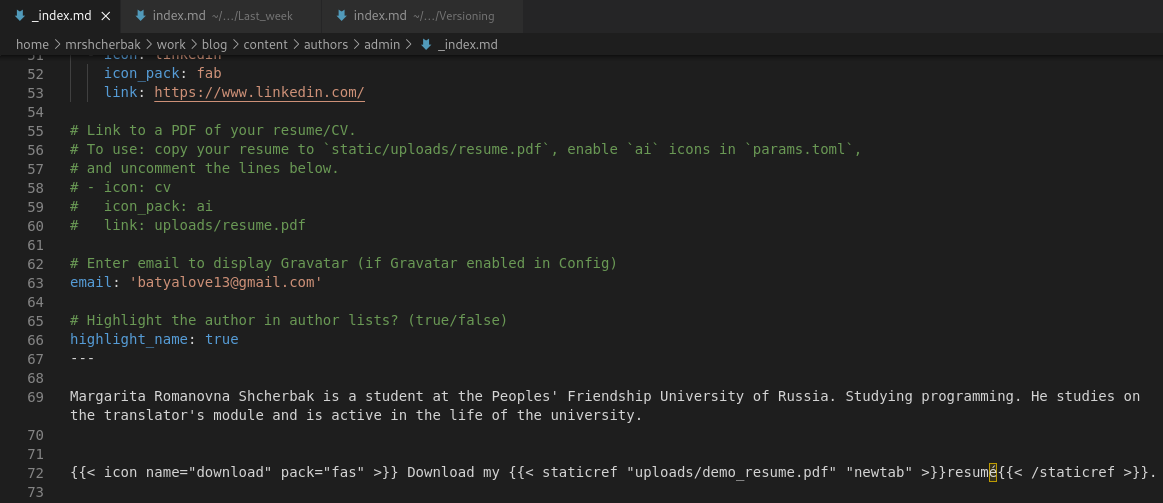 _index.md × index.md ~/.../Last_week index.md ~/.../Versioning
home > mrshcherbak > work > blog > content > authors > admin > _index.md
51 icon: linkedin
52 icon_pack: fab
53 link: https://www.linkedin.com/
54
55 # Link to a PDF of your resume/CV.
56 # To use: copy your resume to `static/uploads/resume.pdf`, enable `ai` icons in `params.toml`,
57 # and uncomment the lines below.
58 # - icon: cv
59 #   icon_pack: ai
60 #   link: uploads/resume.pdf
61
62 # Enter email to display Gravatar (if Gravatar enabled in Config)
63 email: 'batyalove13@gmail.com'
64
65 # Highlight the author in author lists? (true/false)
66 highlight_name: true
67 ---
68
69 Margarita Romanovna Shcherbak is a student at the Peoples' Friendship University of Russia. Studying programming. He studies on
the translator's module and is active in the life of the university.
70
71
72 {{< icon name="download" pack="fas" >}} Download my {{< staticref "uploads/demo_resume.pdf" "newtab" >}}resumé{{< /staticref >}}.
73